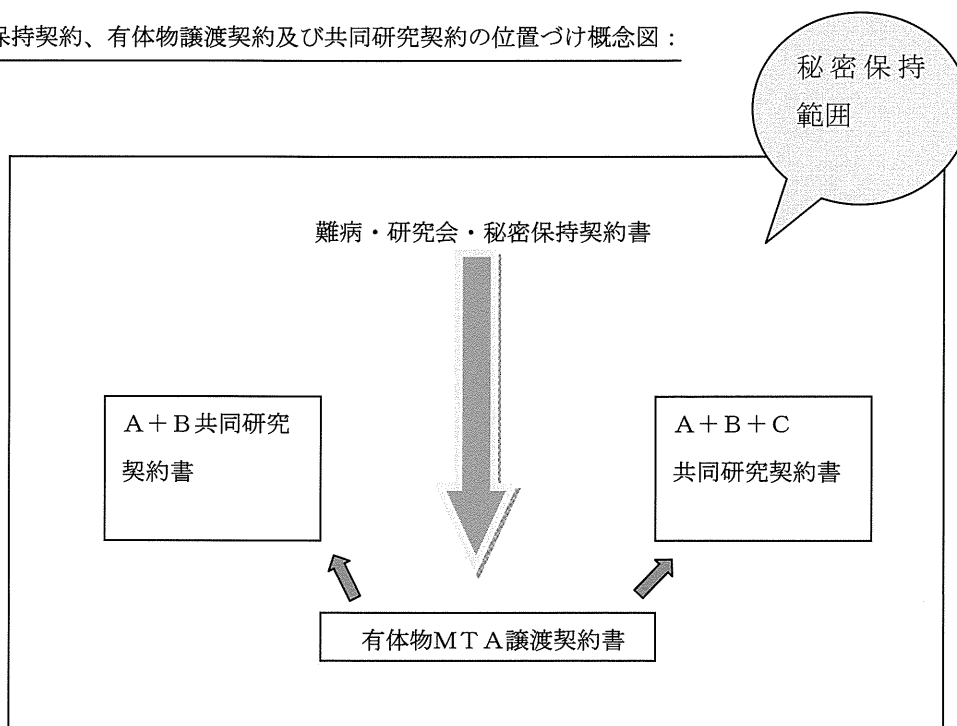 保持契約、有体物譲渡契約及び共同研究契約の位置づけ概念図：
秘密保持
範囲
難病・研究会・秘密保持契約書
A＋B共同研究
契約書
A＋B＋C
共同研究契約書
有体物MTA譲渡契約書